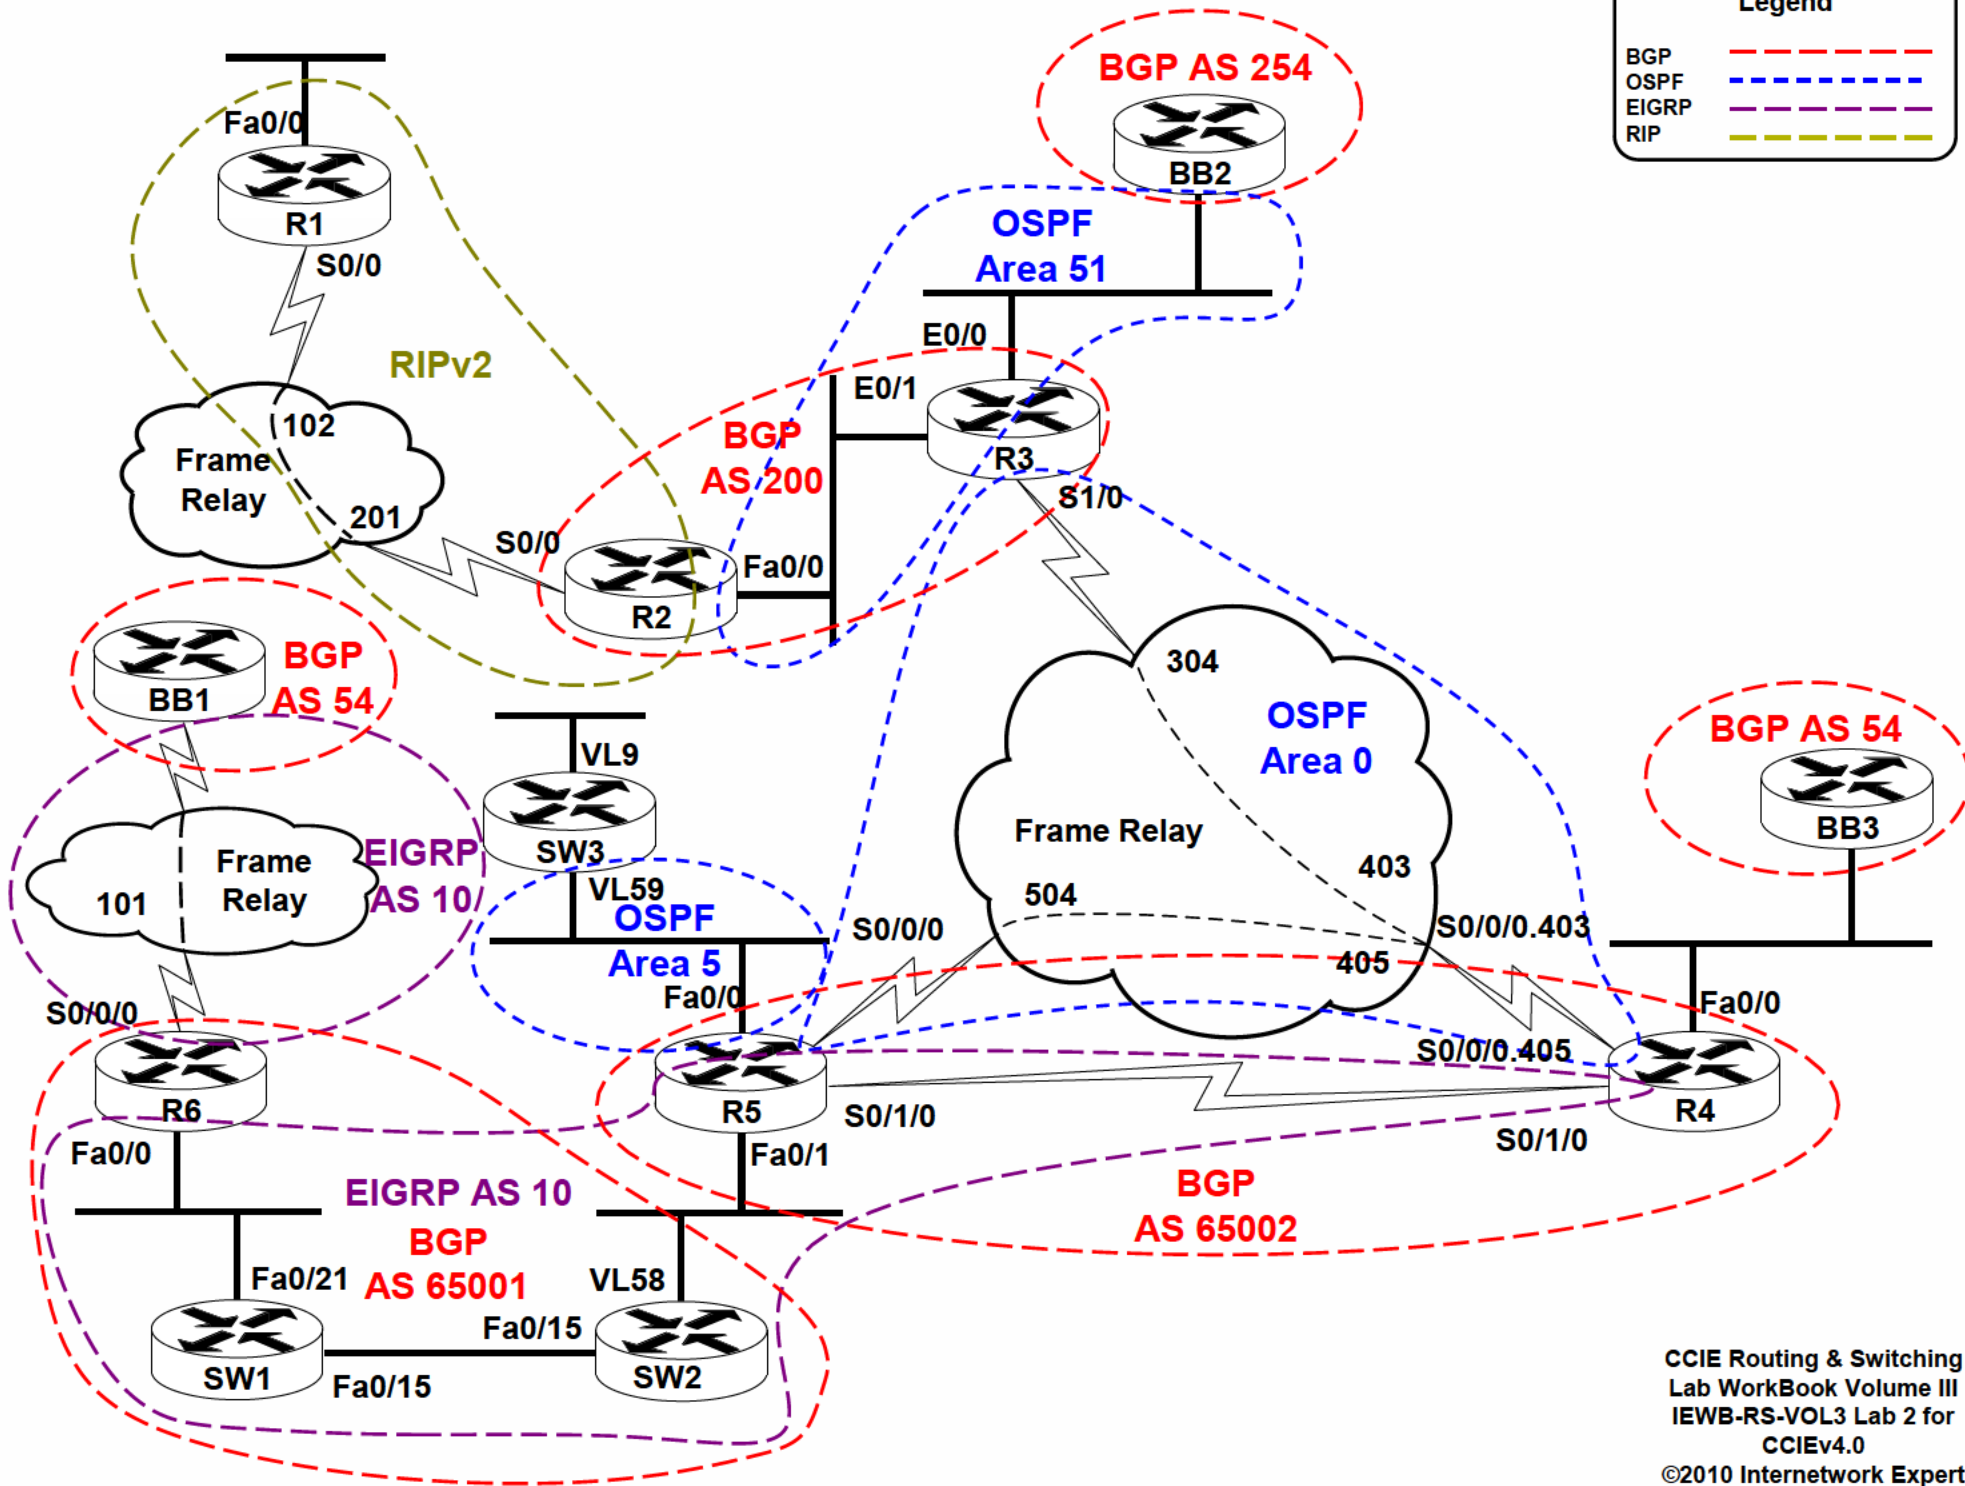 Legend
BGP
OSPF
EIGRP
RIP
BGP AS 254
BB2
Fa0/0
R1
S0/0
OSPF
Area 51
E0/0
RIPv2
E0/1
102
BGP
AS 200
R3
Frame
Relay
S1/0
201
S0/0
Fa0/0
R2
304
BGP
AS 54
BB1
OSPF
Area 0
BGP AS 54
BB3
VL9
SW3
Frame Relay
403
EIGRP
AS 10
Frame
Relay
101
VL59
504
OSPF
Area 5
S0/0/0
S0/0/0.403
405
Fa0/0
Fa0/0
S0/0/0
S0/0/0.405
R6
R5
S0/1/0
R4
S0/1/0
Fa0/0
Fa0/1
EIGRP AS 10
BGP
AS 65002
BGP
AS 65001
Fa0/21
VL58
Fa0/15
SW1
Fa0/15
SW2
CCIE Routing & Switching
Lab WorkBook Volume III
IEWB-RS-VOL3 Lab 2 for
CCIEv4.0
©2010 Internetwork Expert